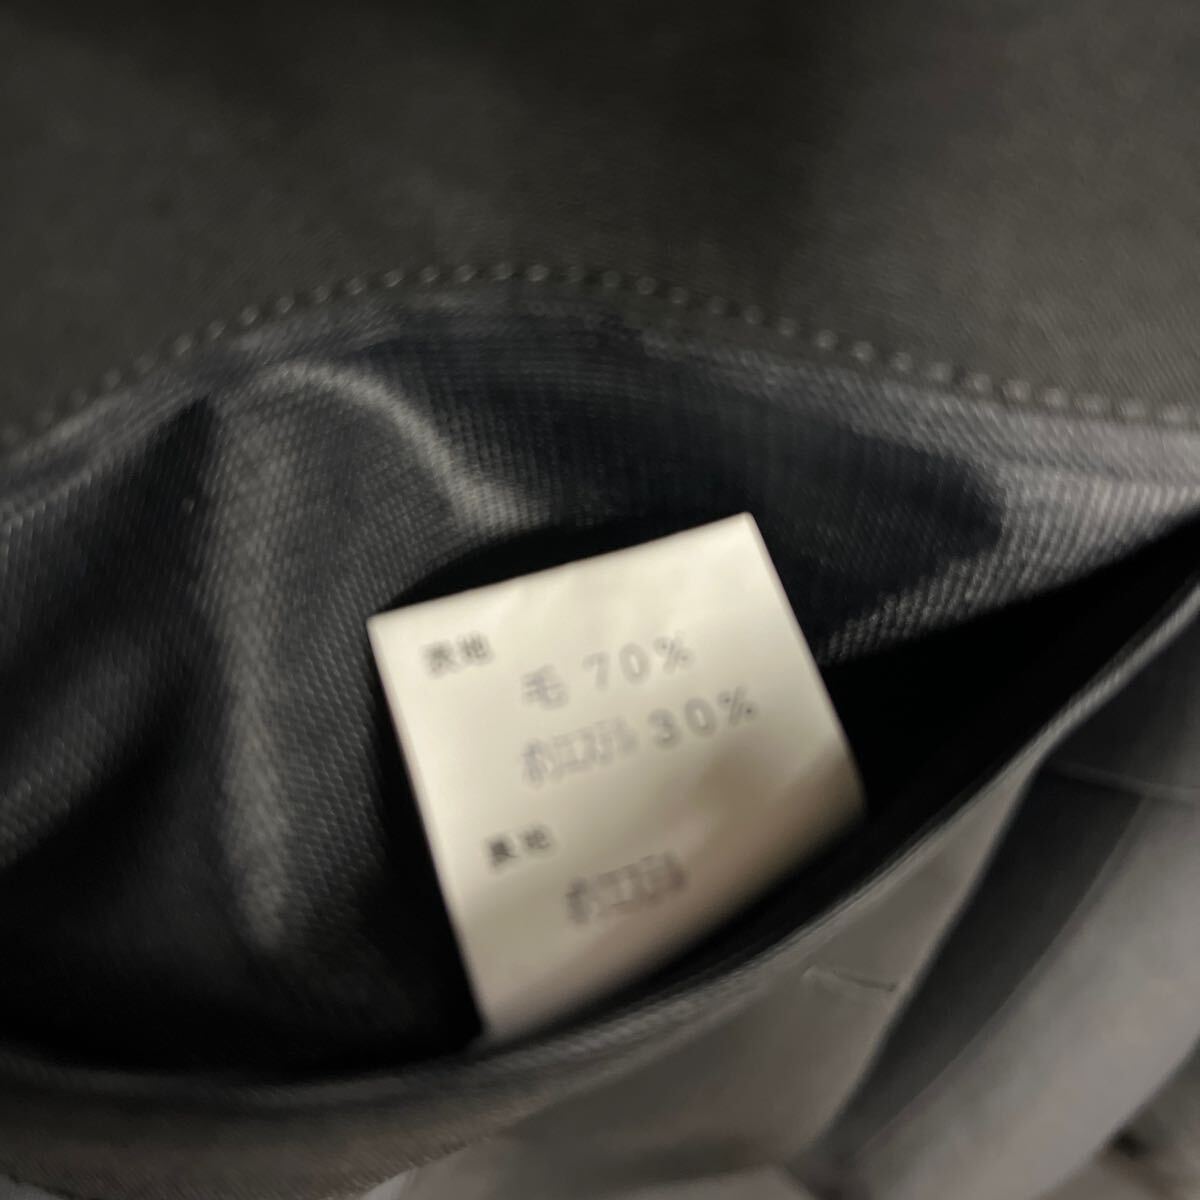 表地
毛 70%
ポリエステル 30%
裏地
ポリエステル